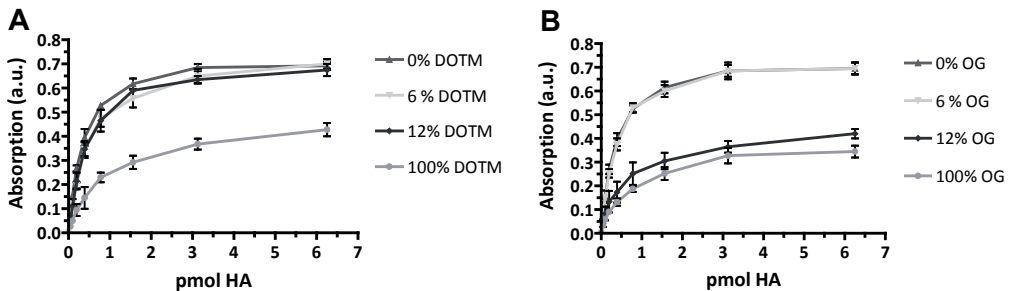 A
Absorption (a.u.)
0.8
0.7
0.6
0.5
0.4
0.3
0.2
0.1
0.0
0 1 2 3 4 5 6 7
pmol HA
0% DOTM
6 % DOTM
12% DOTM
100% DOTM
B
Absorption (a.u.)
0.8
0.7
0.6
0.5
0.4
0.3
0.2
0.1
0.0
0 1 2 3 4 5 6 7
pmol HA
0% OG
6 % OG
12% OG
100% OG